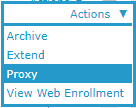 Actions ▼
Archive
Extend
Proxy
View Web Enrollment